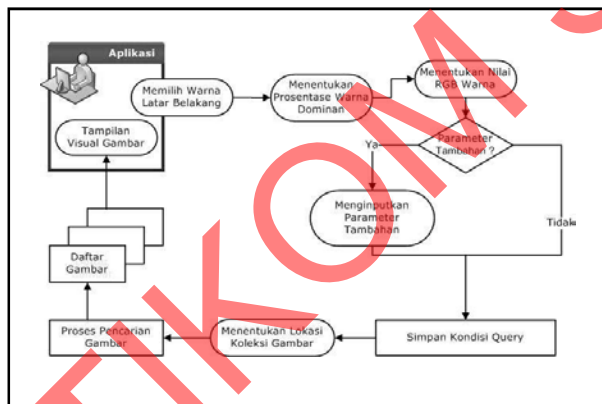 Aplikasi
Memilih Warna
Latar Belakang
Menentukan
Prosentase Warna
Dominan
Menentukan Nilai
RGB Warna
Tampilan
Visual Gambar
Parameter
Tambahan ?
Ya
Tidak
Menginputkan
Parameter
Tambahan
Daftar
Gambar
Proses Pencarian
Gambar
Menentukan Lokasi
Koleksi Gambar
Simpan Kondisi Query
TIKOM S